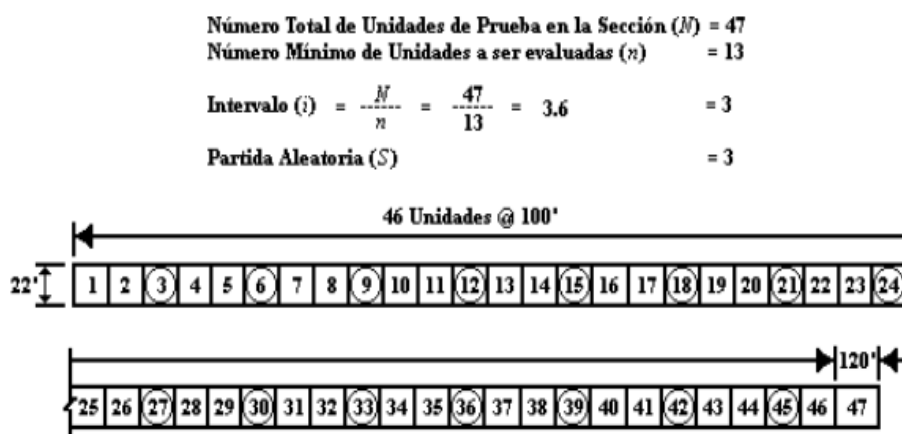 Número Total de Unidades de Prueba en la Sección (N) = 47
Número Mínimo de Unidades a ser evaluadas (n) = 13
Intervalo (i) = N/n = 47/13 = 3.6 = 3
Partida Aleatoria (S) = 3
46 Unidades @ 100'
22' 1 2 3 4 5 6 7 8 9 10 11 12 13 14 15 16 17 18 19 20 21 22 23 24
120'
25 26 27 28 29 30 31 32 33 34 35 36 37 38 39 40 41 42 43 44 45 46 47